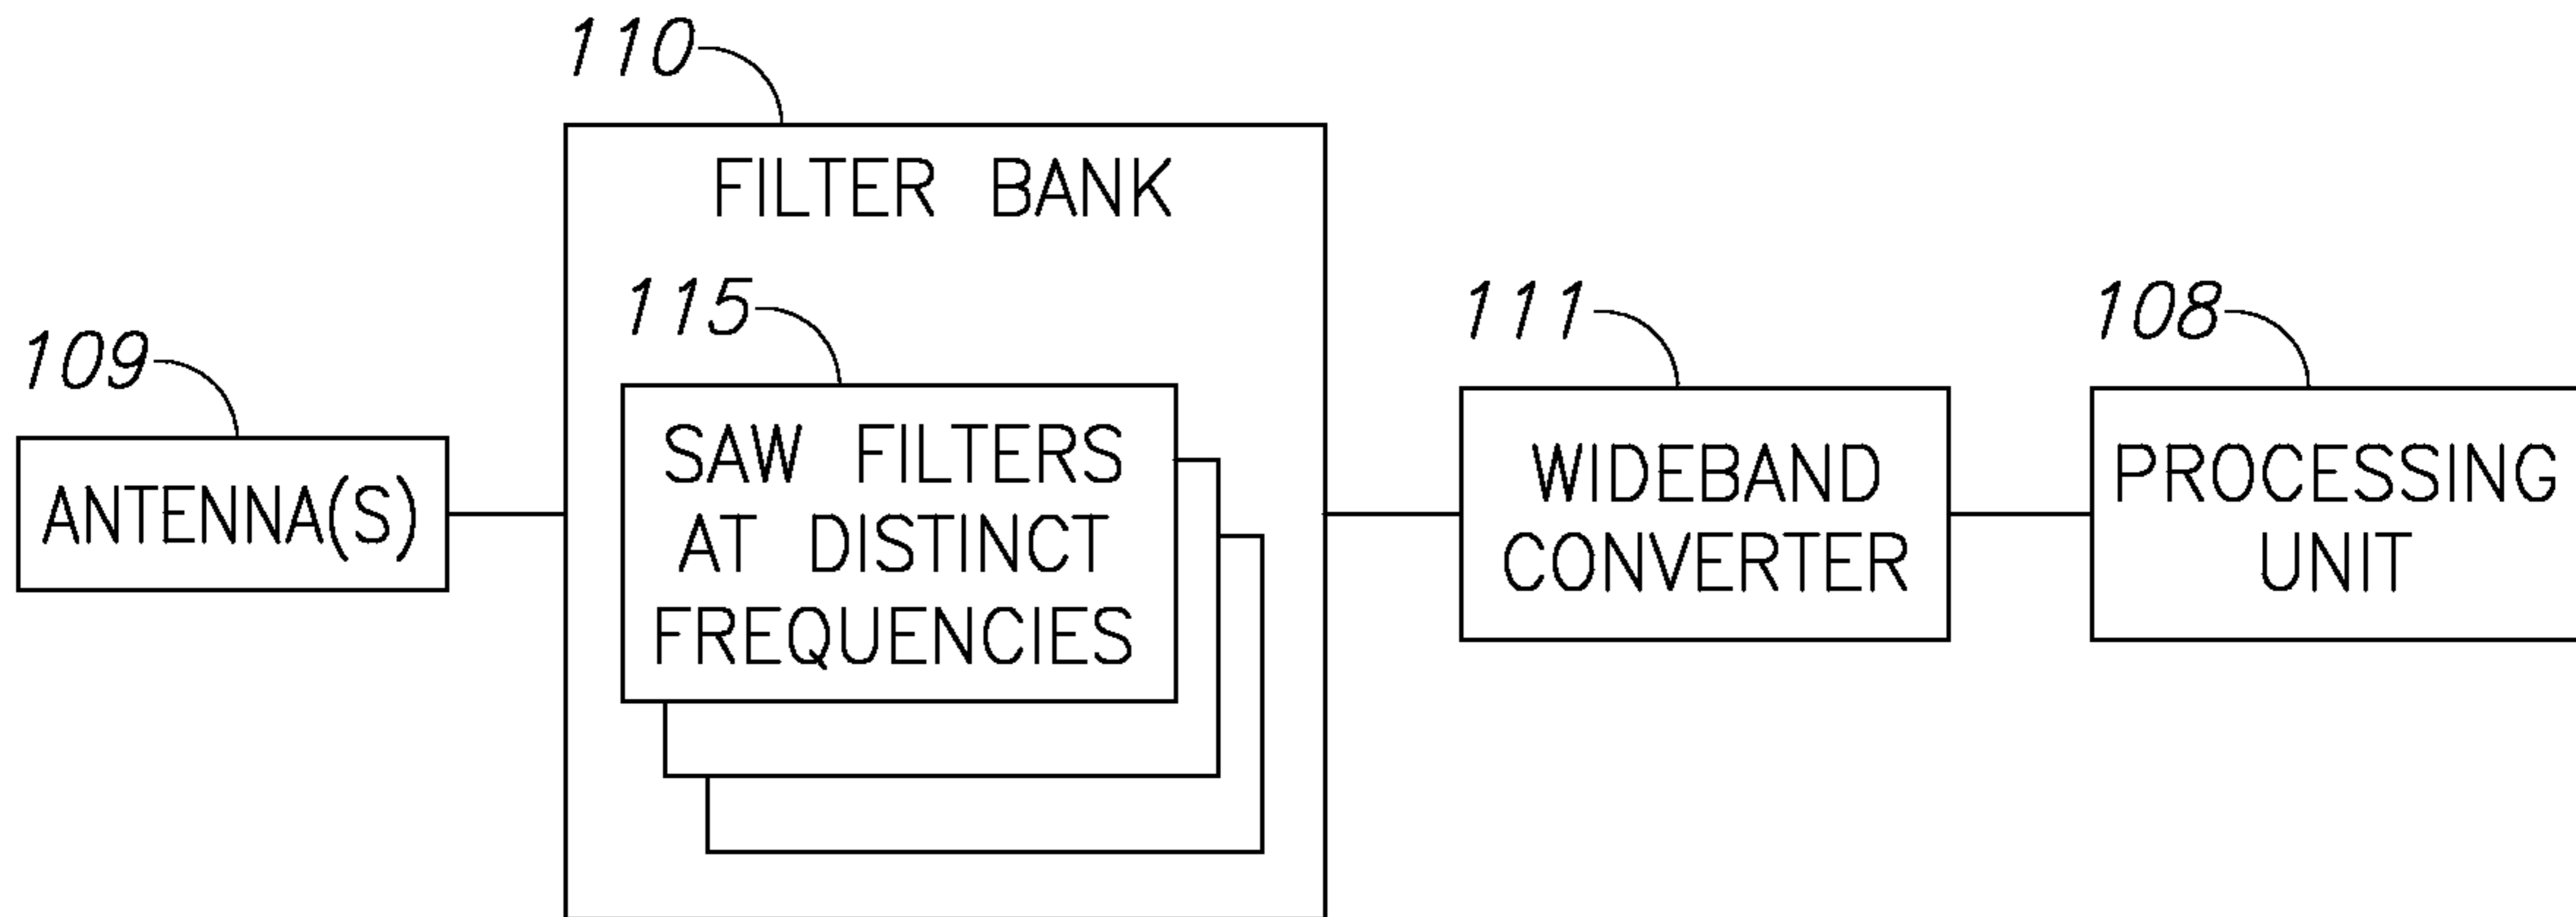 110
FILTER BANK
115
SAW FILTERS
AT DISTINCT
FREQUENCIES
109
ANTENNA(S)
111
WIDEBAND
CONVERTER
108
PROCESSING
UNIT